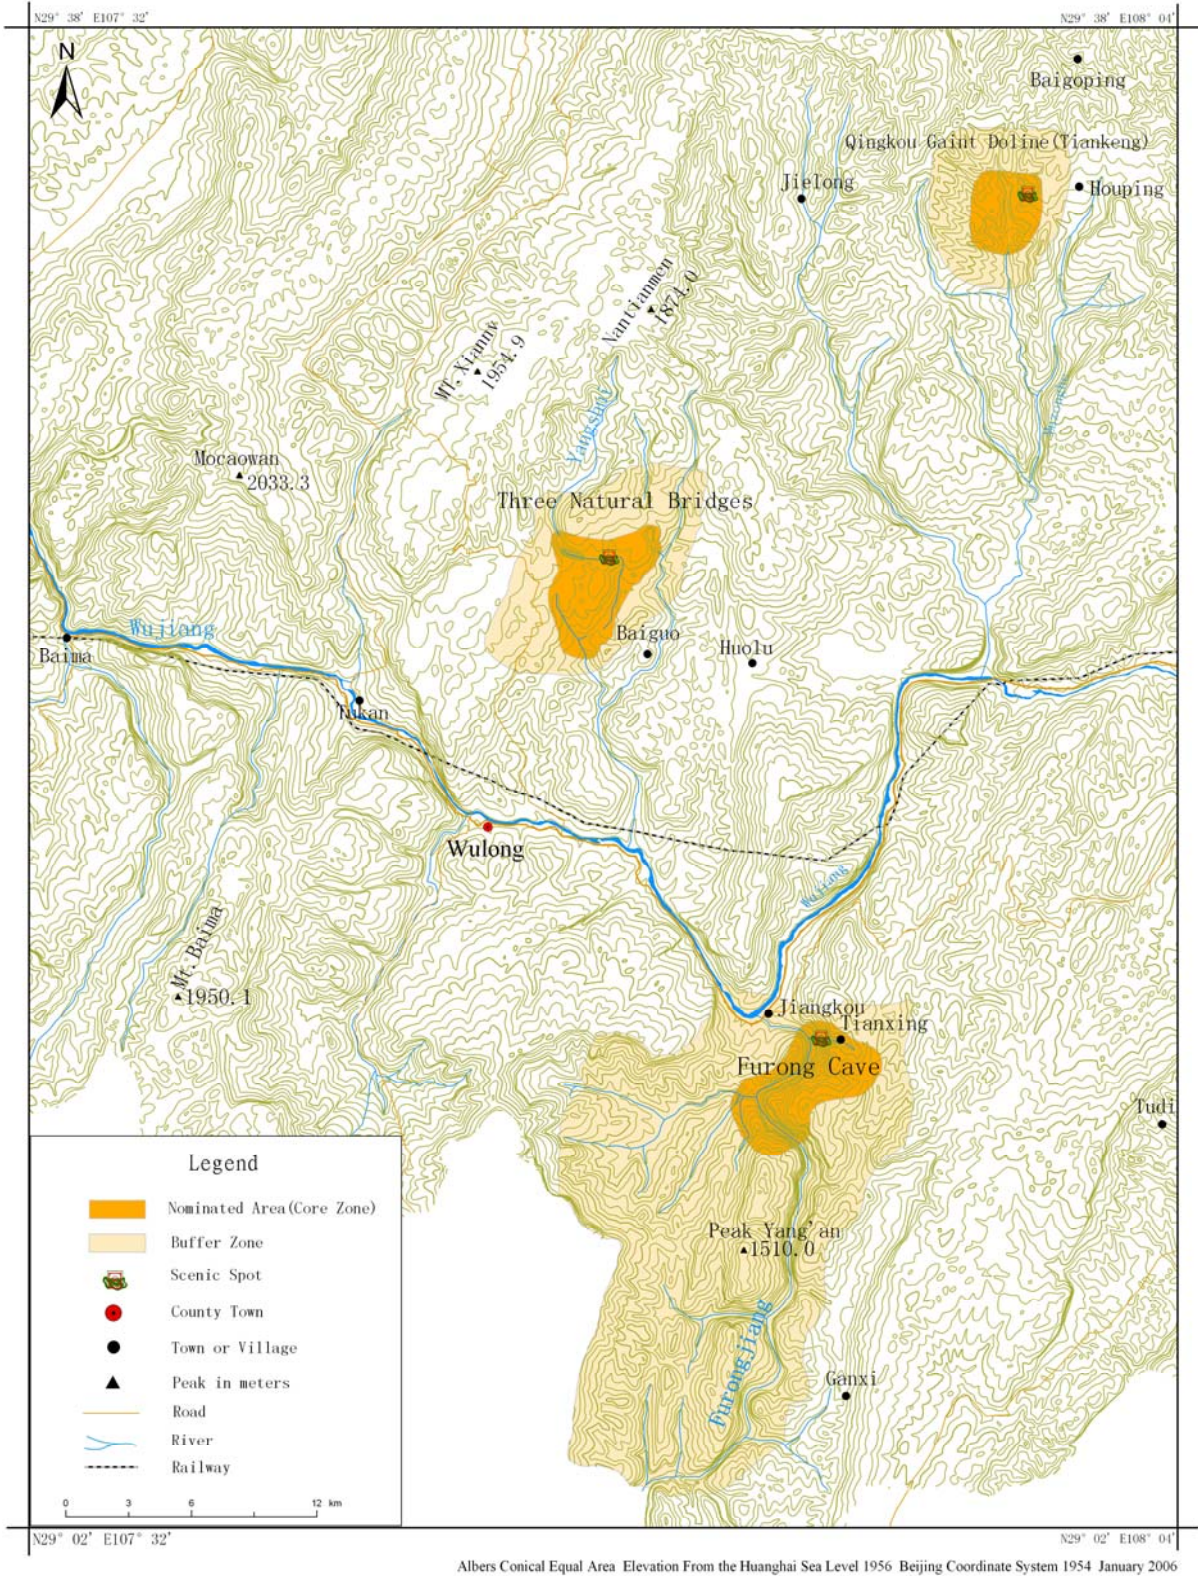 N29° 38' E107° 32'
N29° 38' E108° 04'
N
Baigoping
Qingkou Gaint Doline(Tiankeng)
Jielong
Houping
Nantianmen
1874.0
MT. Xianny
1954.9
Yangshui
Mocaowan
2033.3
Three Natural Bridges
Wujiang
Baima
Baiguo
Huolu
Tukan
Wulong
Wujiang
Mt. Baima
1950.1
Jiangkou
Tianxing
Furong Cave
Tudi
Peak Yang'an
1510.0
Furongjiang
Ganxi
Legend
Nominated Area(Core Zone)
Buffer Zone
Scenic Spot
County Town
Town or Village
Peak in meters
Road
River
Railway
0 3 6 12 km
N29° 02' E107° 32'
N29° 02' E108° 04'
Albers Conical Equal Area Elevation From the Huanghai Sea Level 1956 Beijing Coordinate System 1954 January 2006